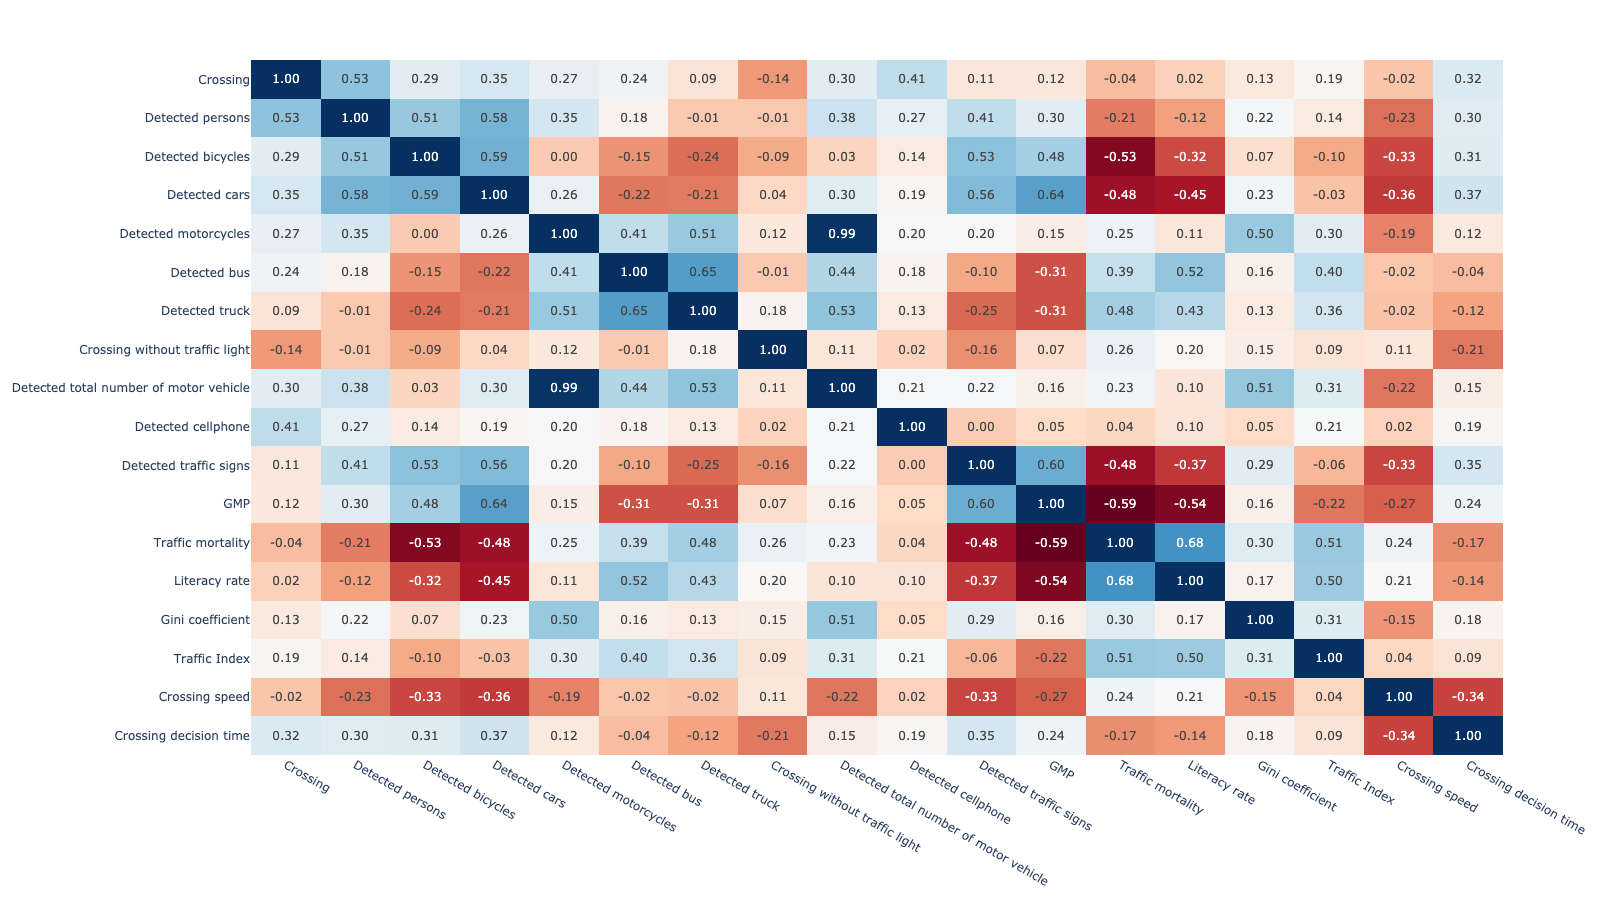 Crossing 1.00 0.53 0.29 0.35 0.27 0.24 0.09 -0.14 0.30 0.41 0.11 0.12 -0.04 0.02 0.13 0.19 -0.02 0.32
Detected persons 0.53 1.00 0.51 0.58 0.35 0.18 -0.01 -0.01 0.38 0.27 0.41 0.30 -0.21 -0.12 0.22 0.14 -0.23 0.30
Detected bicycles 0.29 0.51 1.00 0.59 0.00 -0.15 -0.24 -0.09 0.03 0.14 0.53 0.48 -0.53 -0.32 0.07 -0.10 -0.33 0.31
Detected cars 0.35 0.58 0.59 1.00 0.26 -0.22 -0.21 0.04 0.30 0.19 0.56 0.64 -0.48 -0.45 0.23 -0.03 -0.36 0.37
Detected motorcycles 0.27 0.35 0.00 0.26 1.00 0.41 0.51 0.12 0.99 0.20 0.20 0.15 0.25 0.11 0.50 0.30 -0.19 0.12
Detected bus 0.24 0.18 -0.15 -0.22 0.41 1.00 0.65 -0.01 0.44 0.18 -0.10 -0.31 0.39 0.52 0.16 0.40 -0.02 -0.04
Detected truck 0.09 -0.01 -0.24 -0.21 0.51 0.65 1.00 0.18 0.53 0.13 -0.25 -0.31 0.48 0.43 0.13 0.36 -0.02 -0.12
Crossing without traffic light -0.14 -0.01 -0.09 0.04 0.12 -0.01 0.18 1.00 0.11 0.02 -0.16 0.07 0.26 0.20 0.15 0.09 0.11 -0.21
Detected total number of motor vehicle 0.30 0.38 0.03 0.30 0.99 0.44 0.53 0.11 1.00 0.21 0.22 0.16 0.23 0.10 0.51 0.31 -0.22 0.15
Detected cellphone 0.41 0.27 0.14 0.19 0.20 0.18 0.13 0.02 0.21 1.00 0.00 0.05 0.04 0.10 0.05 0.21 0.02 0.19
Detected traffic signs 0.11 0.41 0.53 0.56 0.20 -0.10 -0.25 -0.16 0.22 0.00 1.00 0.60 -0.48 -0.37 0.29 -0.06 -0.33 0.35
GMP 0.12 0.30 0.48 0.64 0.15 -0.31 -0.31 0.07 0.16 0.05 0.60 1.00 -0.59 -0.54 0.16 -0.22 -0.27 0.24
Traffic mortality -0.04 -0.21 -0.53 -0.48 0.25 0.39 0.48 0.26 0.23 0.04 -0.48 -0.59 1.00 0.68 0.30 0.51 0.24 -0.17
Literacy rate 0.02 -0.12 -0.32 -0.45 0.11 0.52 0.43 0.20 0.10 0.10 -0.37 -0.54 0.68 1.00 0.17 0.50 0.21 -0.14
Gini coefficient 0.13 0.22 0.07 0.23 0.50 0.16 0.13 0.15 0.51 0.05 0.29 0.16 0.30 0.17 1.00 0.31 -0.15 0.18
Traffic Index 0.19 0.14 -0.10 -0.03 0.30 0.40 0.36 0.09 0.31 0.21 -0.06 -0.22 0.51 0.50 0.31 1.00 0.04 0.09
Crossing speed -0.02 -0.23 -0.33 -0.36 -0.19 -0.02 -0.02 0.11 -0.22 0.02 -0.33 -0.27 0.24 0.21 -0.15 0.04 1.00 -0.34
Crossing decision time 0.32 0.30 0.31 0.37 0.12 -0.04 -0.12 -0.21 0.15 0.19 0.35 0.24 -0.17 -0.14 0.18 0.09 -0.34 1.00
Crossing
Detected persons
Detected bicycles
Detected cars
Detected motorcycles
Detected bus
Detected truck
Crossing without traffic light
Detected total number of motor vehicle
Detected cellphone
Detected traffic signs
GMP
Traffic mortality
Literacy rate
Gini coefficient
Traffic Index
Crossing speed
Crossing decision time